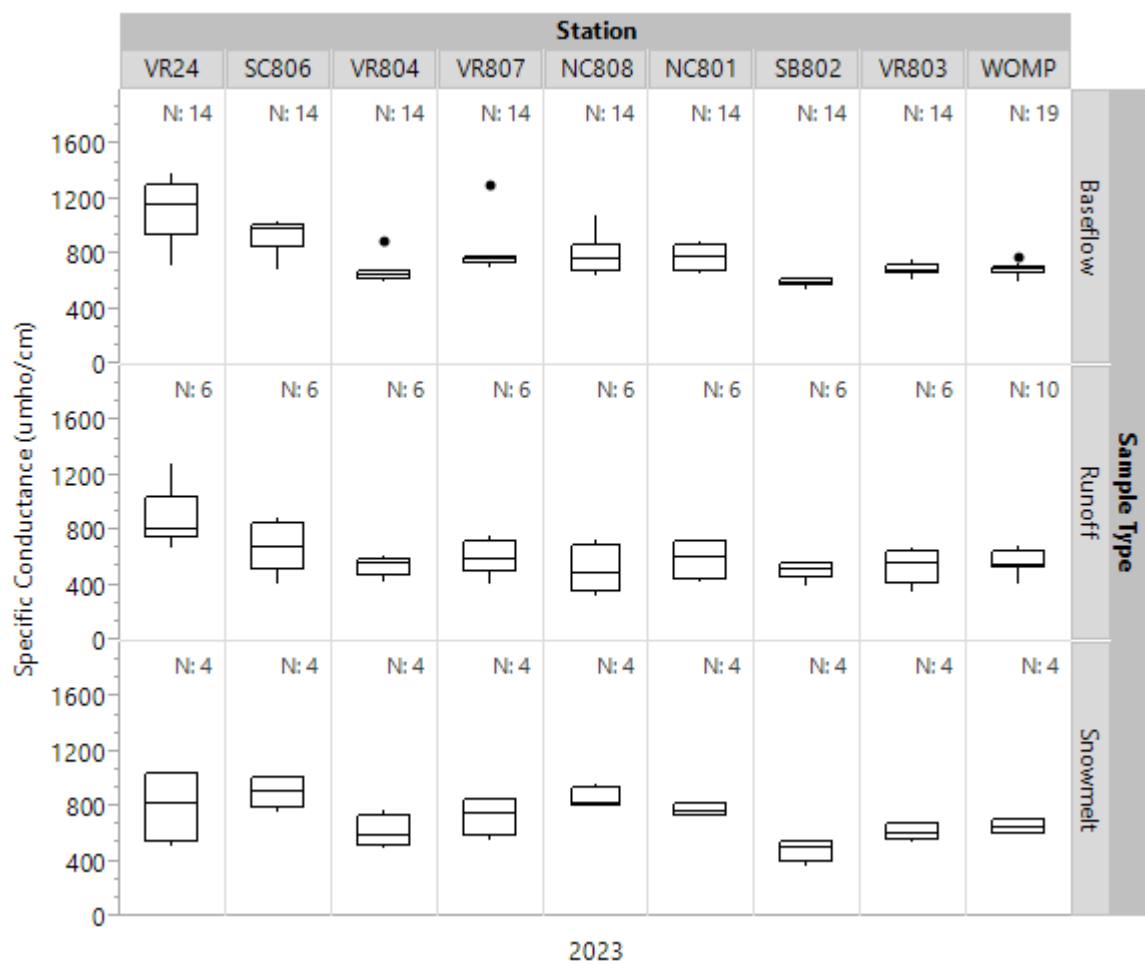 Station
VR24 SC806 VR804 VR807 NC808 NC801 SB802 VR803 WOMP
N: 14 N: 14 N: 14 N: 14 N: 14 N: 14 N: 14 N: 14 N: 19
1600
1200
800
400
0
Baseflow
N: 6 N: 6 N: 6 N: 6 N: 6 N: 6 N: 6 N: 6 N: 10
1600
1200
800
400
0
Runoff
N: 4 N: 4 N: 4 N: 4 N: 4 N: 4 N: 4 N: 4 N: 4
1600
1200
800
400
0
Snowmelt
Specific Conductance (umho/cm)
Sample Type
2023